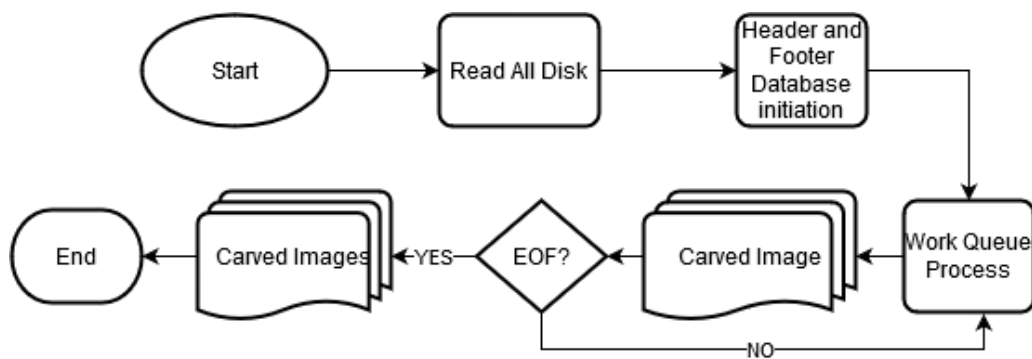 Start
Read All Disk
Header and
Footer
Database
initiation
End
Carved Images
YES
EOF?
Carved Image
Work Queue
Process
NO